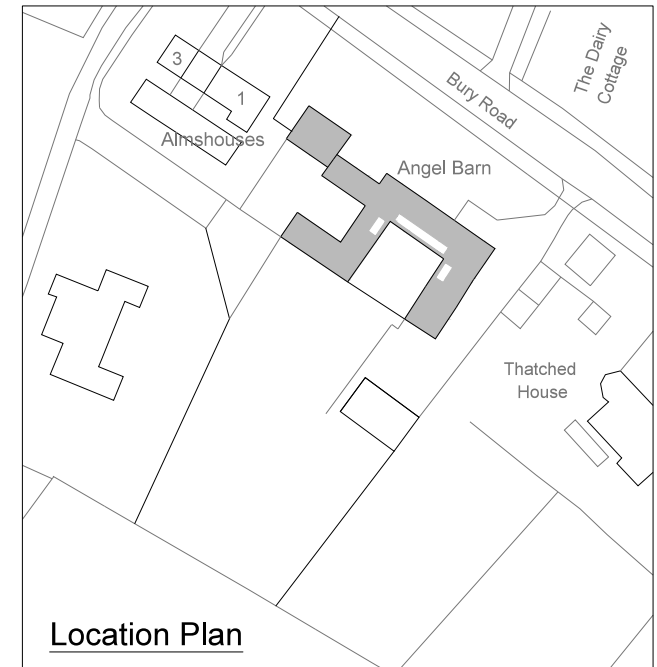 3
1
Almshouses
Bury Road
The Dairy
Cottage
Angel Barn
Thatched
House
Location Plan